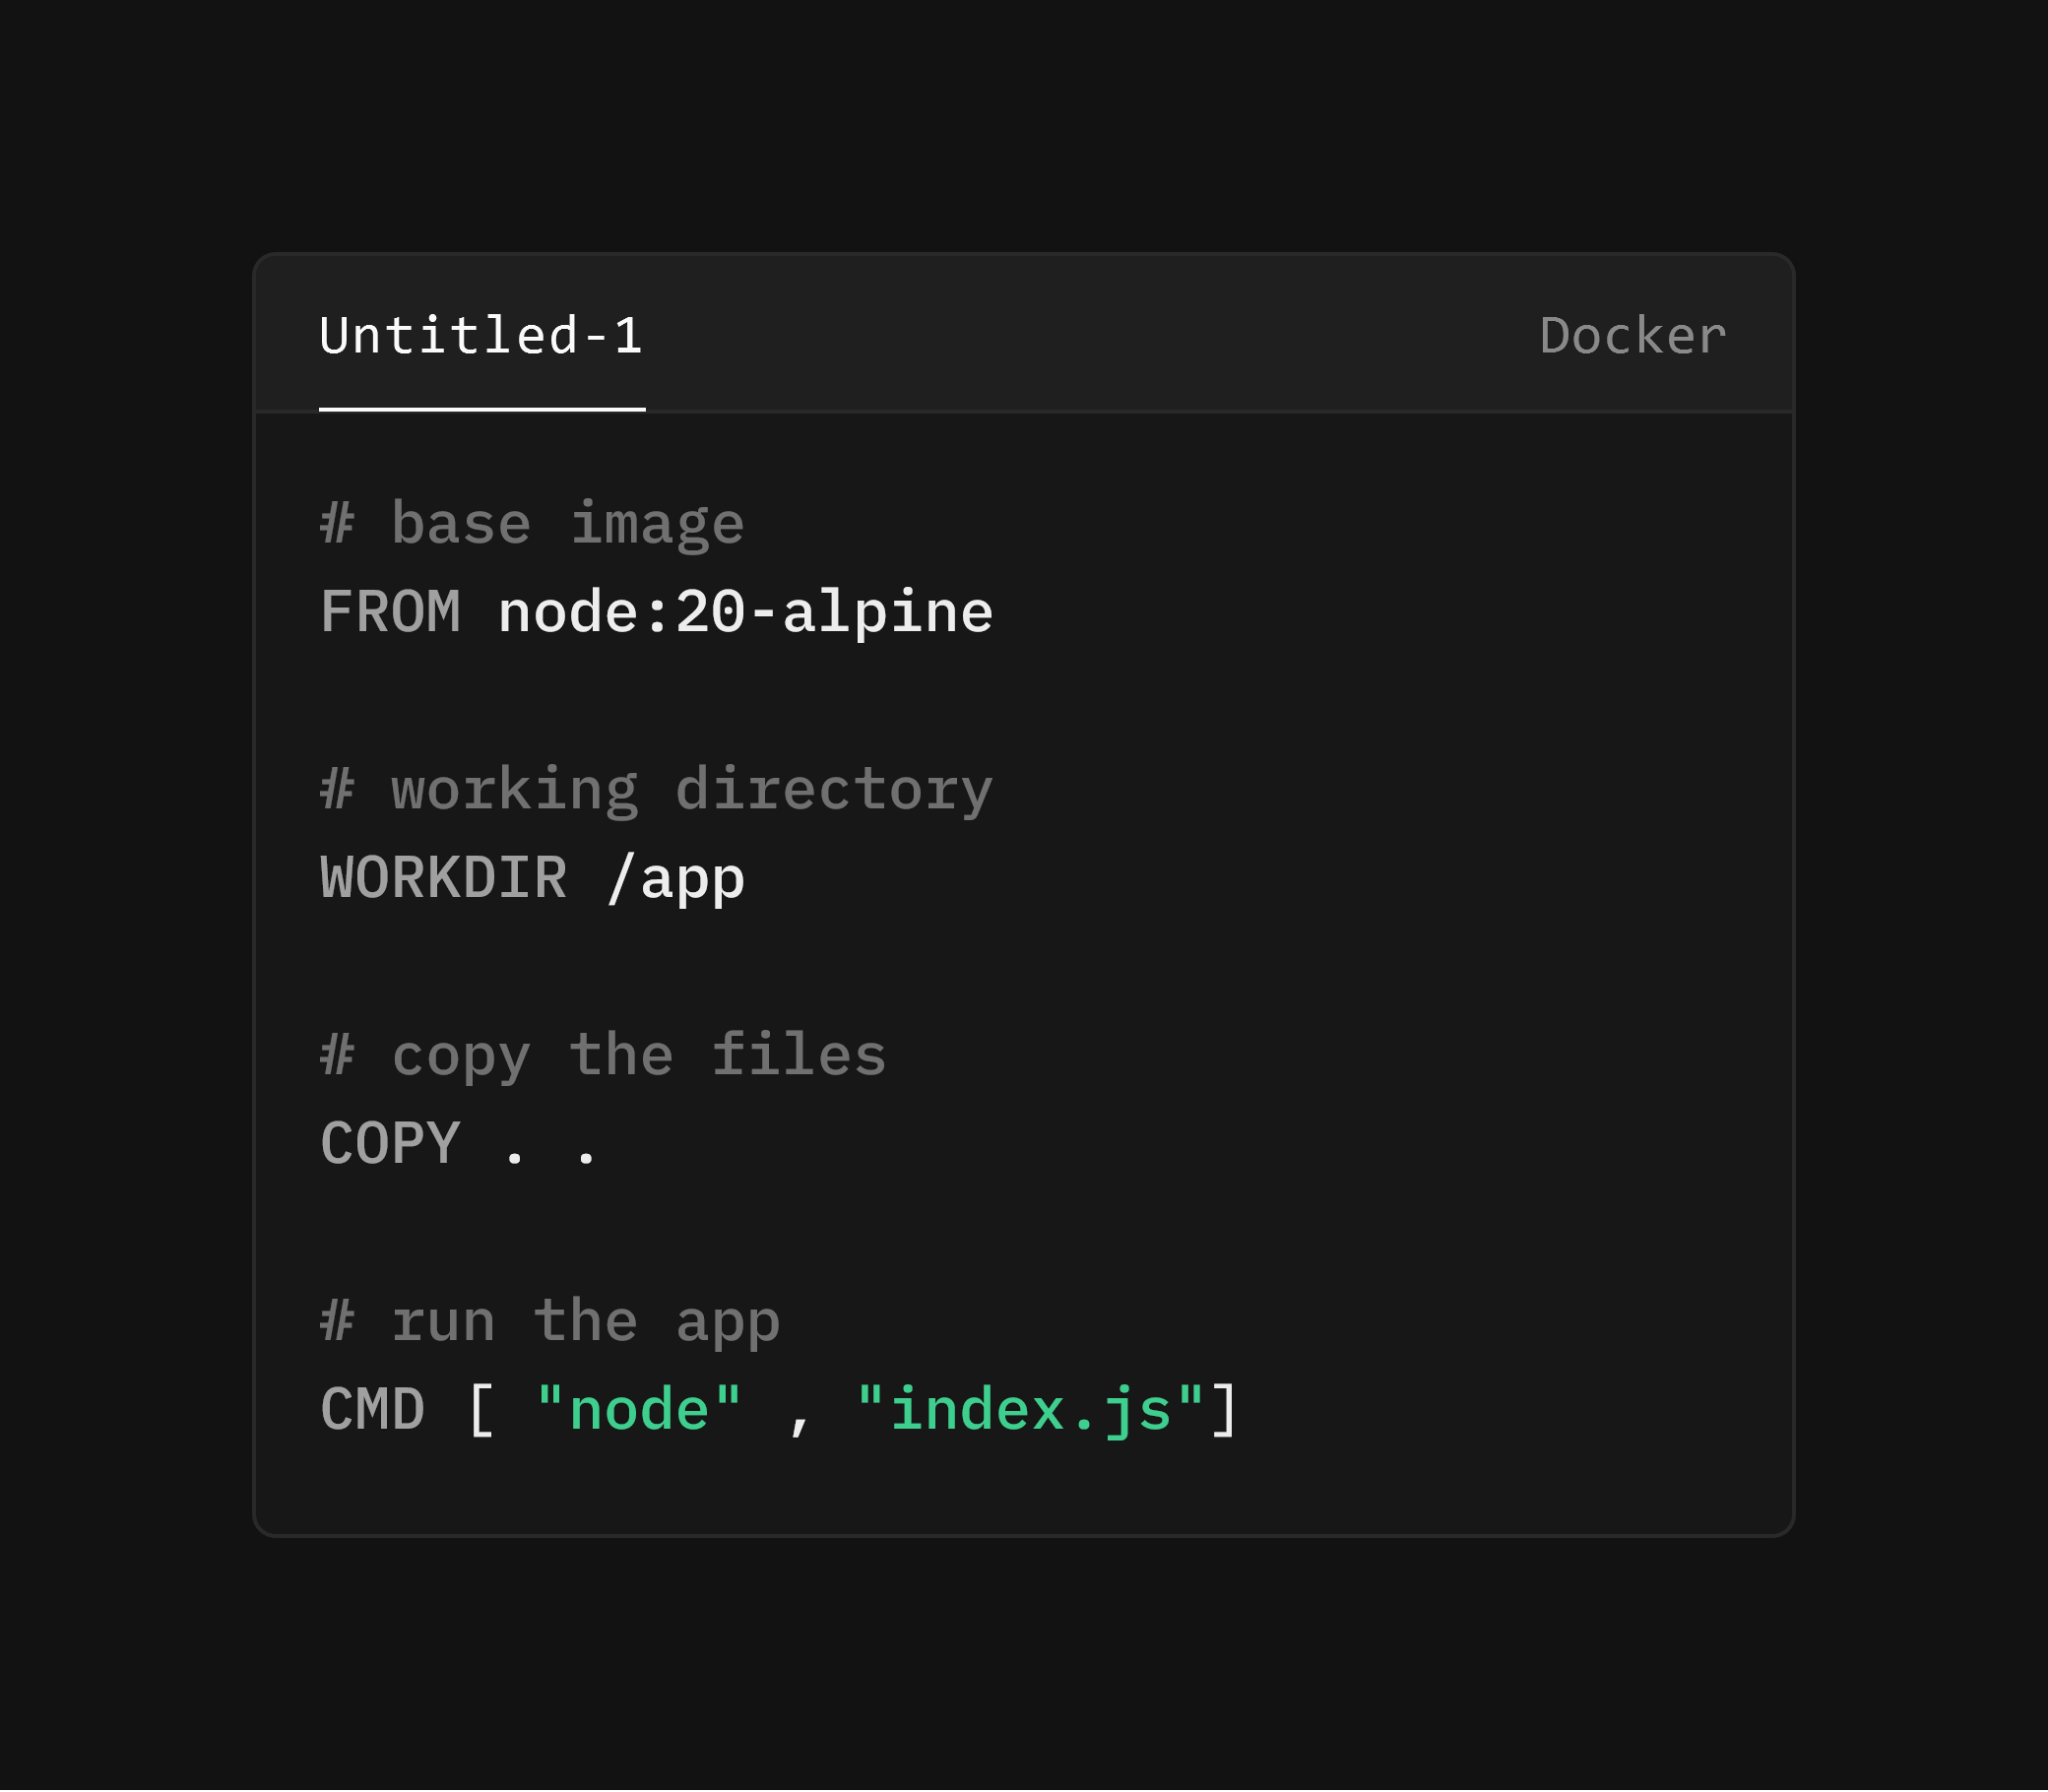 Untitled-1
Docker
# base image
FROM node:20-alpine
# working directory
WORKDIR /app
# copy the files
COPY . .
# run the app
CMD [ "node" , "index.js"]